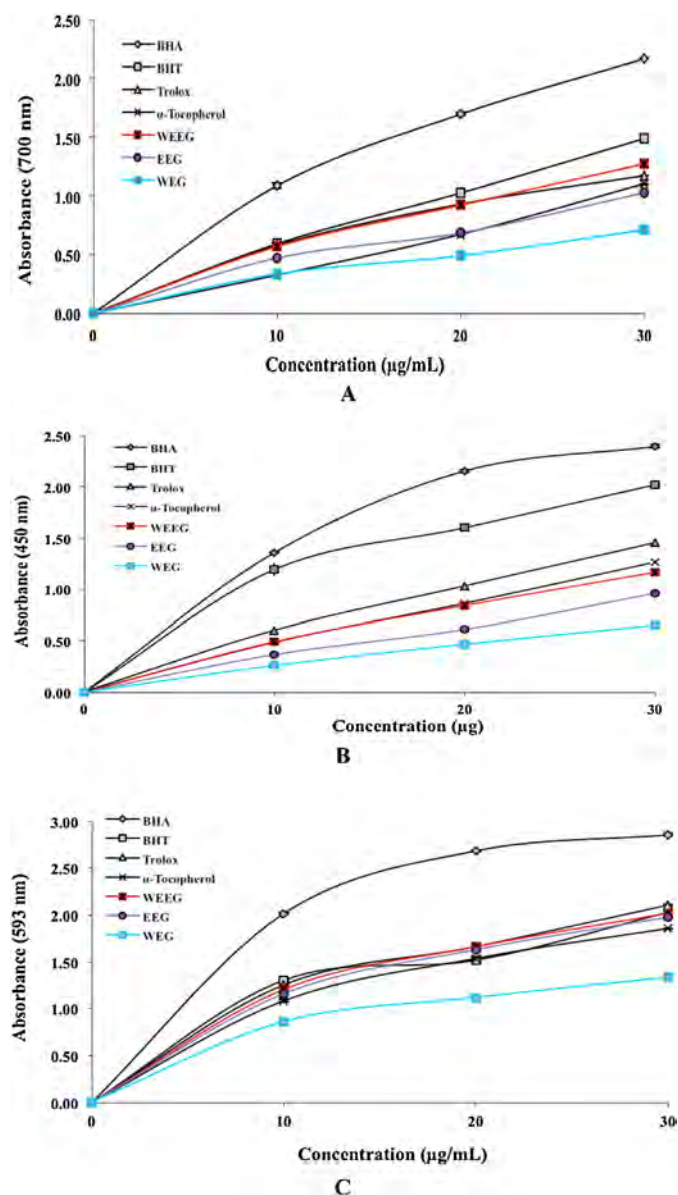 Absorbance (700 nm)
2.50
2.00
1.50
1.00
0.50
0.00
BHA
BHT
Trolox
α-Tocopherol
WEEG
EEG
WEG
0 10 20 30
Concentration (µg/mL)
A
Absorbance (450 nm)
2.50
2.00
1.50
1.00
0.50
0.00
BHA
BHT
Trolox
α-Tocopherol
WEEG
EEG
WEG
0 10 20 30
Concentration (µg)
B
Absorbance (593 nm)
3.00
2.50
2.00
1.50
1.00
0.50
0.00
BHA
BHT
Trolox
α-Tocopherol
WEEG
EEG
WEG
0 10 20 30
Concentration (µg/mL)
C